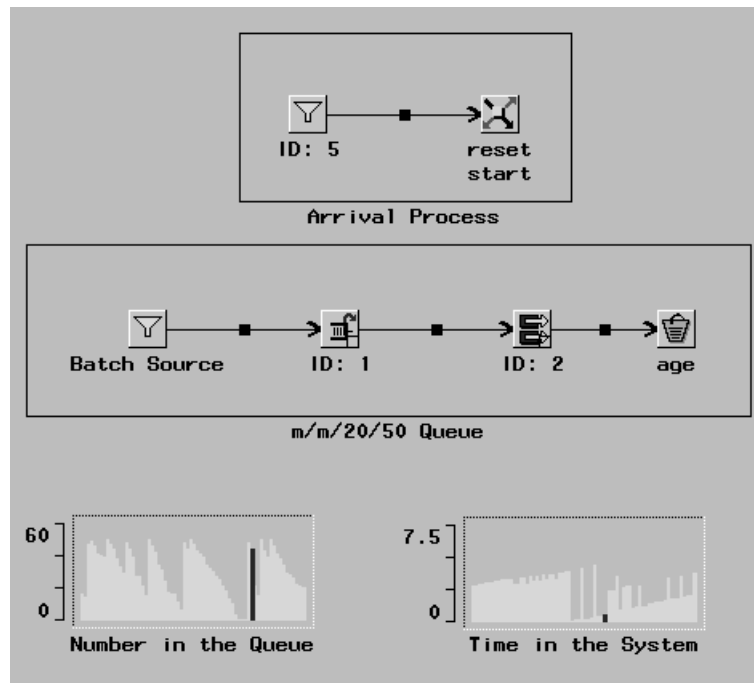 ID: 5
reset
start
Arrival Process
Batch Source
ID: 1
ID: 2
age
m/m/20/50 Queue
60
0
Number in the Queue
7.5
0
Time in the System